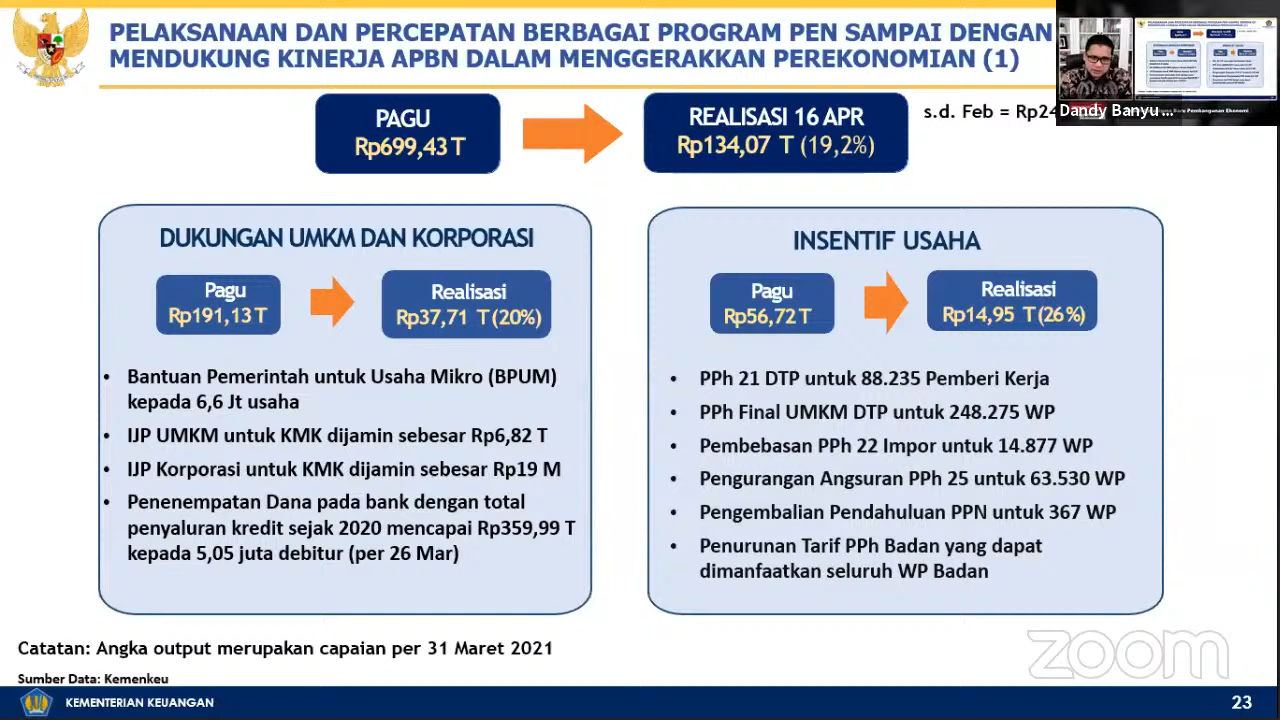 PELAKSANAAN DAN PERCEPATAN BERBAGAI PROGRAM PEN SAMPAI DENGAN
MENDUKUNG KINERJA APBN MENGGERAKKAN PEREKONOMIAN (1)
PAGU
Rp699,43 T
REALISASI 16 APR
Rp134,07 T (19,2%)
s.d. Feb = Rp24
Dandy Banyu ...
Pembangunan Ekonomi
DUKUNGAN UMKM DAN KORPORASI
Pagu
Rp191,13 T
Realisasi
Rp37,71 T (20%)
• Bantuan Pemerintah untuk Usaha Mikro (BPUM)
kepada 6,6 Jt usaha
• IJP UMKM untuk KMK dijamin sebesar Rp6,82 T
• IJP Korporasi untuk KMK dijamin sebesar Rp19 M
• Penenempatan Dana pada bank dengan total
penyaluran kredit sejak 2020 mencapai Rp359,99 T
kepada 5,05 juta debitur (per 26 Mar)
INSENTIF USAHA
Pagu
Rp56,72 T
Realisasi
Rp14,95 T (26%)
• PPh 21 DTP untuk 88.235 Pemberi Kerja
• PPh Final UMKM DTP untuk 248.275 WP
• Pembebasan PPh 22 Impor untuk 14.877 WP
• Pengurangan Angsuran PPh 25 untuk 63.530 WP
• Pengembalian Pendahuluan PPN untuk 367 WP
• Penurunan Tarif PPh Badan yang dapat
dimanfaatkan seluruh WP Badan
Catatan: Angka output merupakan capaian per 31 Maret 2021
zoom
Sumber Data: Kemenkeu
KEMENTERIAN KEUANGAN
23